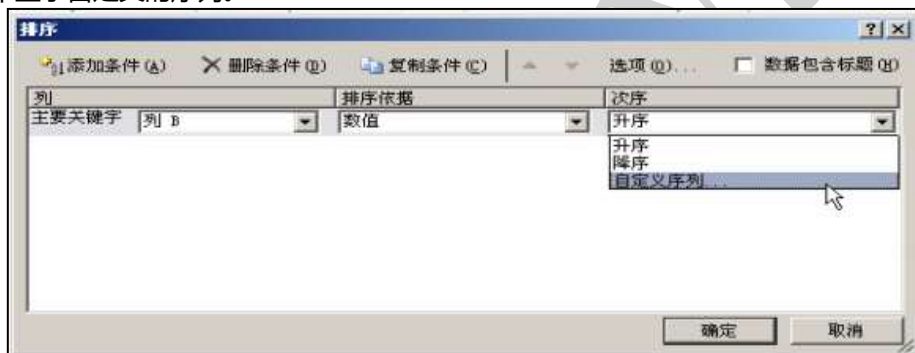 排序
添加条件(A) 删除条件(D) 复制条件(C) 选项(O)... 数据包含标题(H)
列 排序依据 次序
主要关键字 列 B 数值 升序
升序
降序
自定义序列...
确定 取消